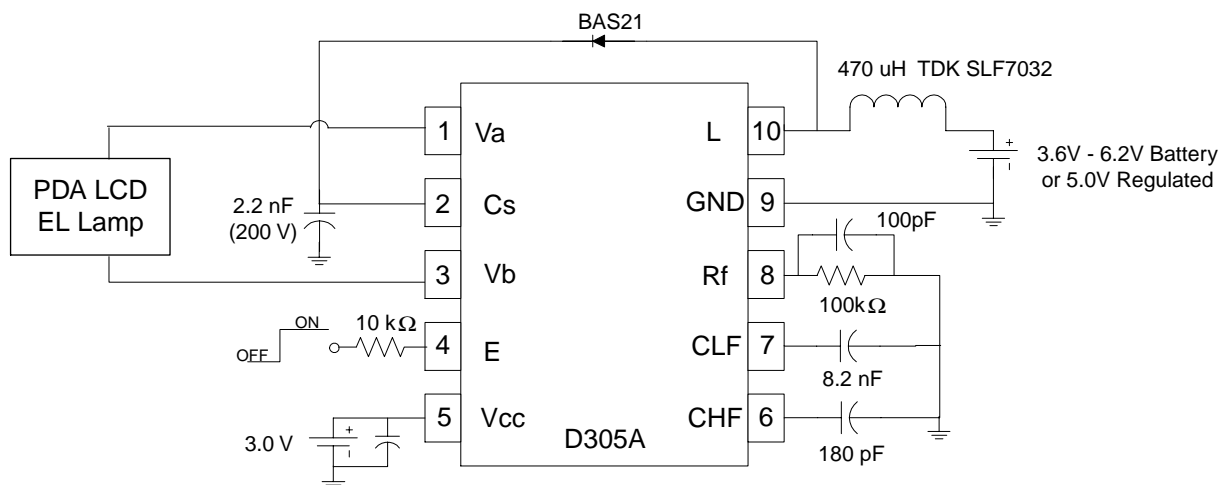 BAS21
470 uH TDK SLF7032
1
Va
L
10
3.6V - 6.2V Battery
or 5.0V Regulated
+
-
PDA LCD
EL Lamp
2.2 nF
(200 V)
2
Cs
GND
9
100pF
3
Vb
Rf
8
100kΩ
ON
OFF
10 kΩ
4
E
CLF
7
8.2 nF
3.0 V
+
-
5
Vcc
CHF
6
180 pF
D305A